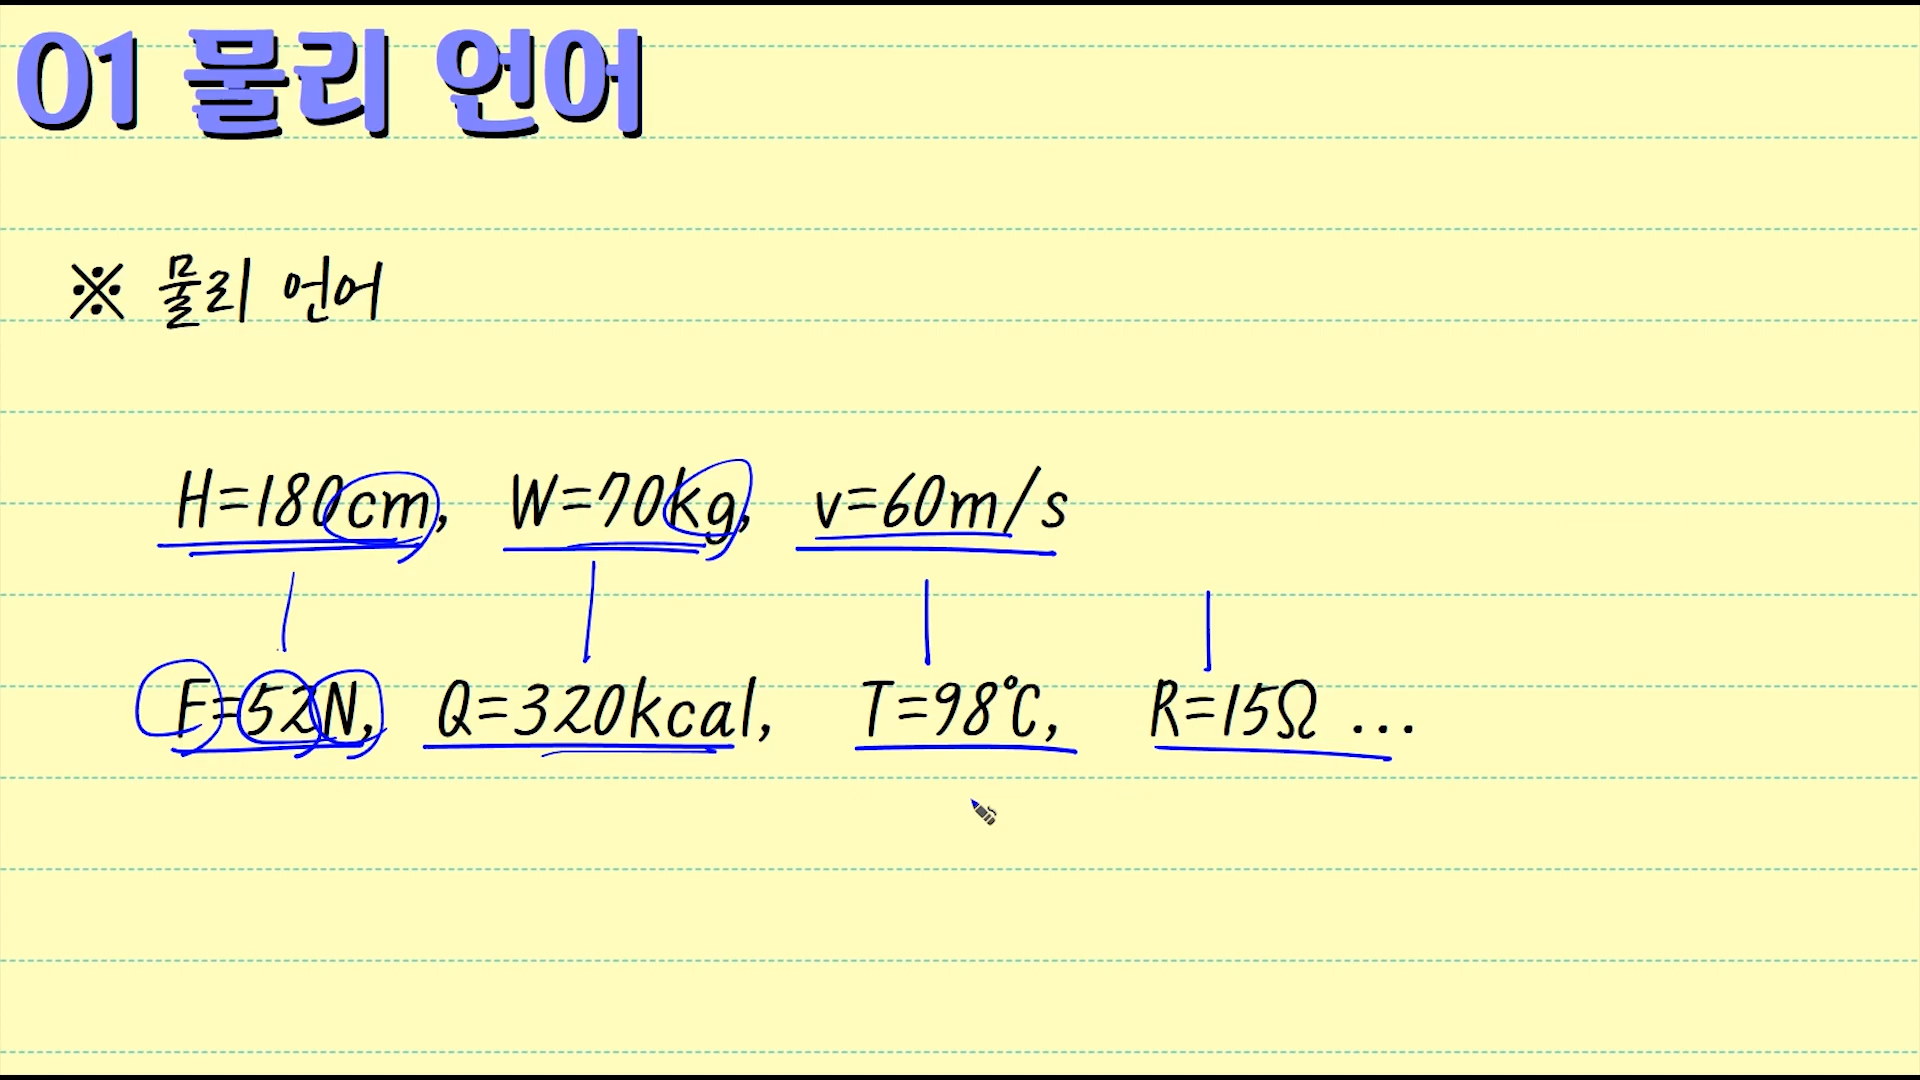 01 물리 언어
※ 물리 언어
H=180cm, W=70kg, v=60m/s
F=52N, Q=320kcal, T=98℃, R=15Ω ...